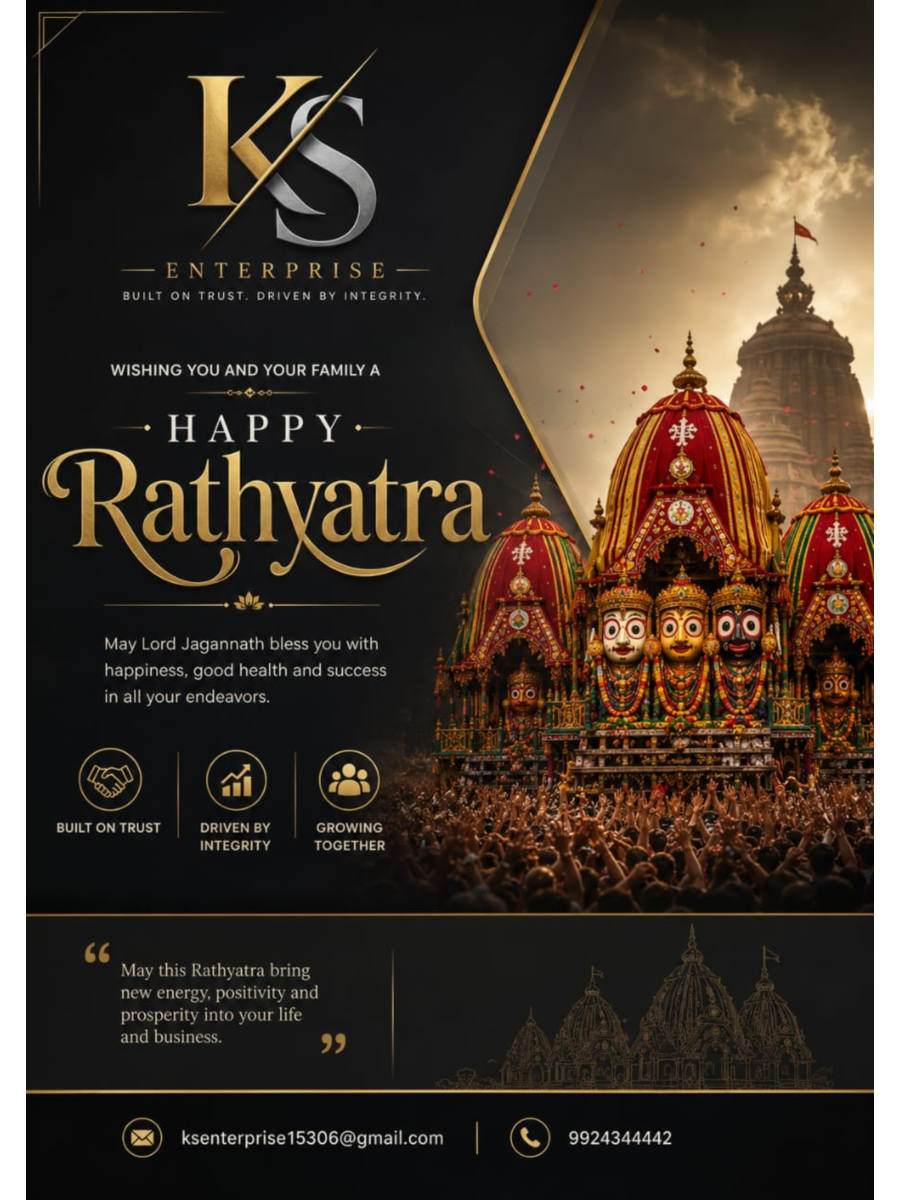 KS
ENTERPRISE
BUILT ON TRUST. DRIVEN BY INTEGRITY.
WISHING YOU AND YOUR FAMILY A
HAPPY
Rathyatra
May Lord Jagannath bless you with
happiness, good health and success
in all your endeavors.
BUILT ON TRUST
DRIVEN BY
INTEGRITY
GROWING
TOGETHER
“ May this Rathyatra bring
new energy, positivity and
prosperity into your life
and business. ”
ksenterprise15306@gmail.com
9924344442